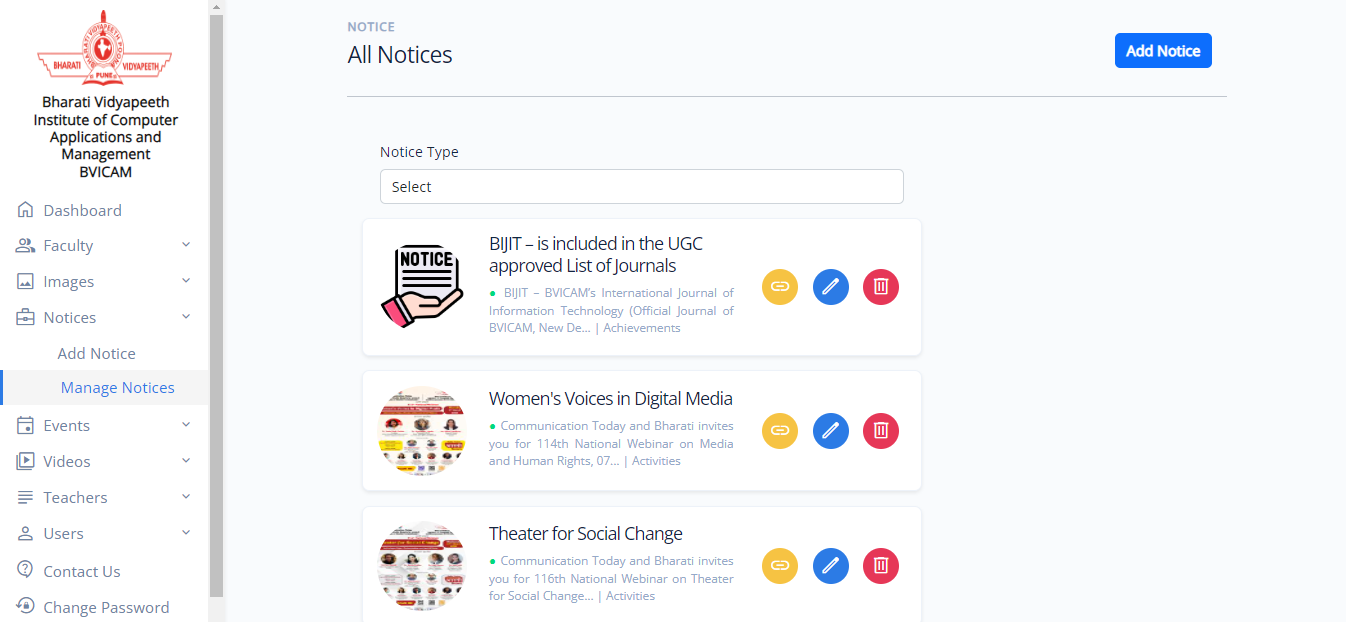 BHARATI VIDYAPEETH
PUNE
Bharati Vidyapeeth
Institute of Computer
Applications and
Management
BVICAM
Dashboard
Faculty
Images
Notices
Add Notice
Manage Notices
Events
Videos
Teachers
Users
Contact Us
Change Password
NOTICE
All Notices
Add Notice
Notice Type
Select
NOTICE
BIJIT – is included in the UGC
approved List of Journals
● BIJIT – BVICAM's International Journal of
Information Technology (Official Journal of
BVICAM, New De... | Achievements
Women's Voices in Digital Media
● Communication Today and Bharati invites
you for 114th National Webinar on Media
and Human Rights, 07... | Activities
Theater for Social Change
● Communication Today and Bharati invites
you for 116th National Webinar on Theater
for Social Change... | Activities